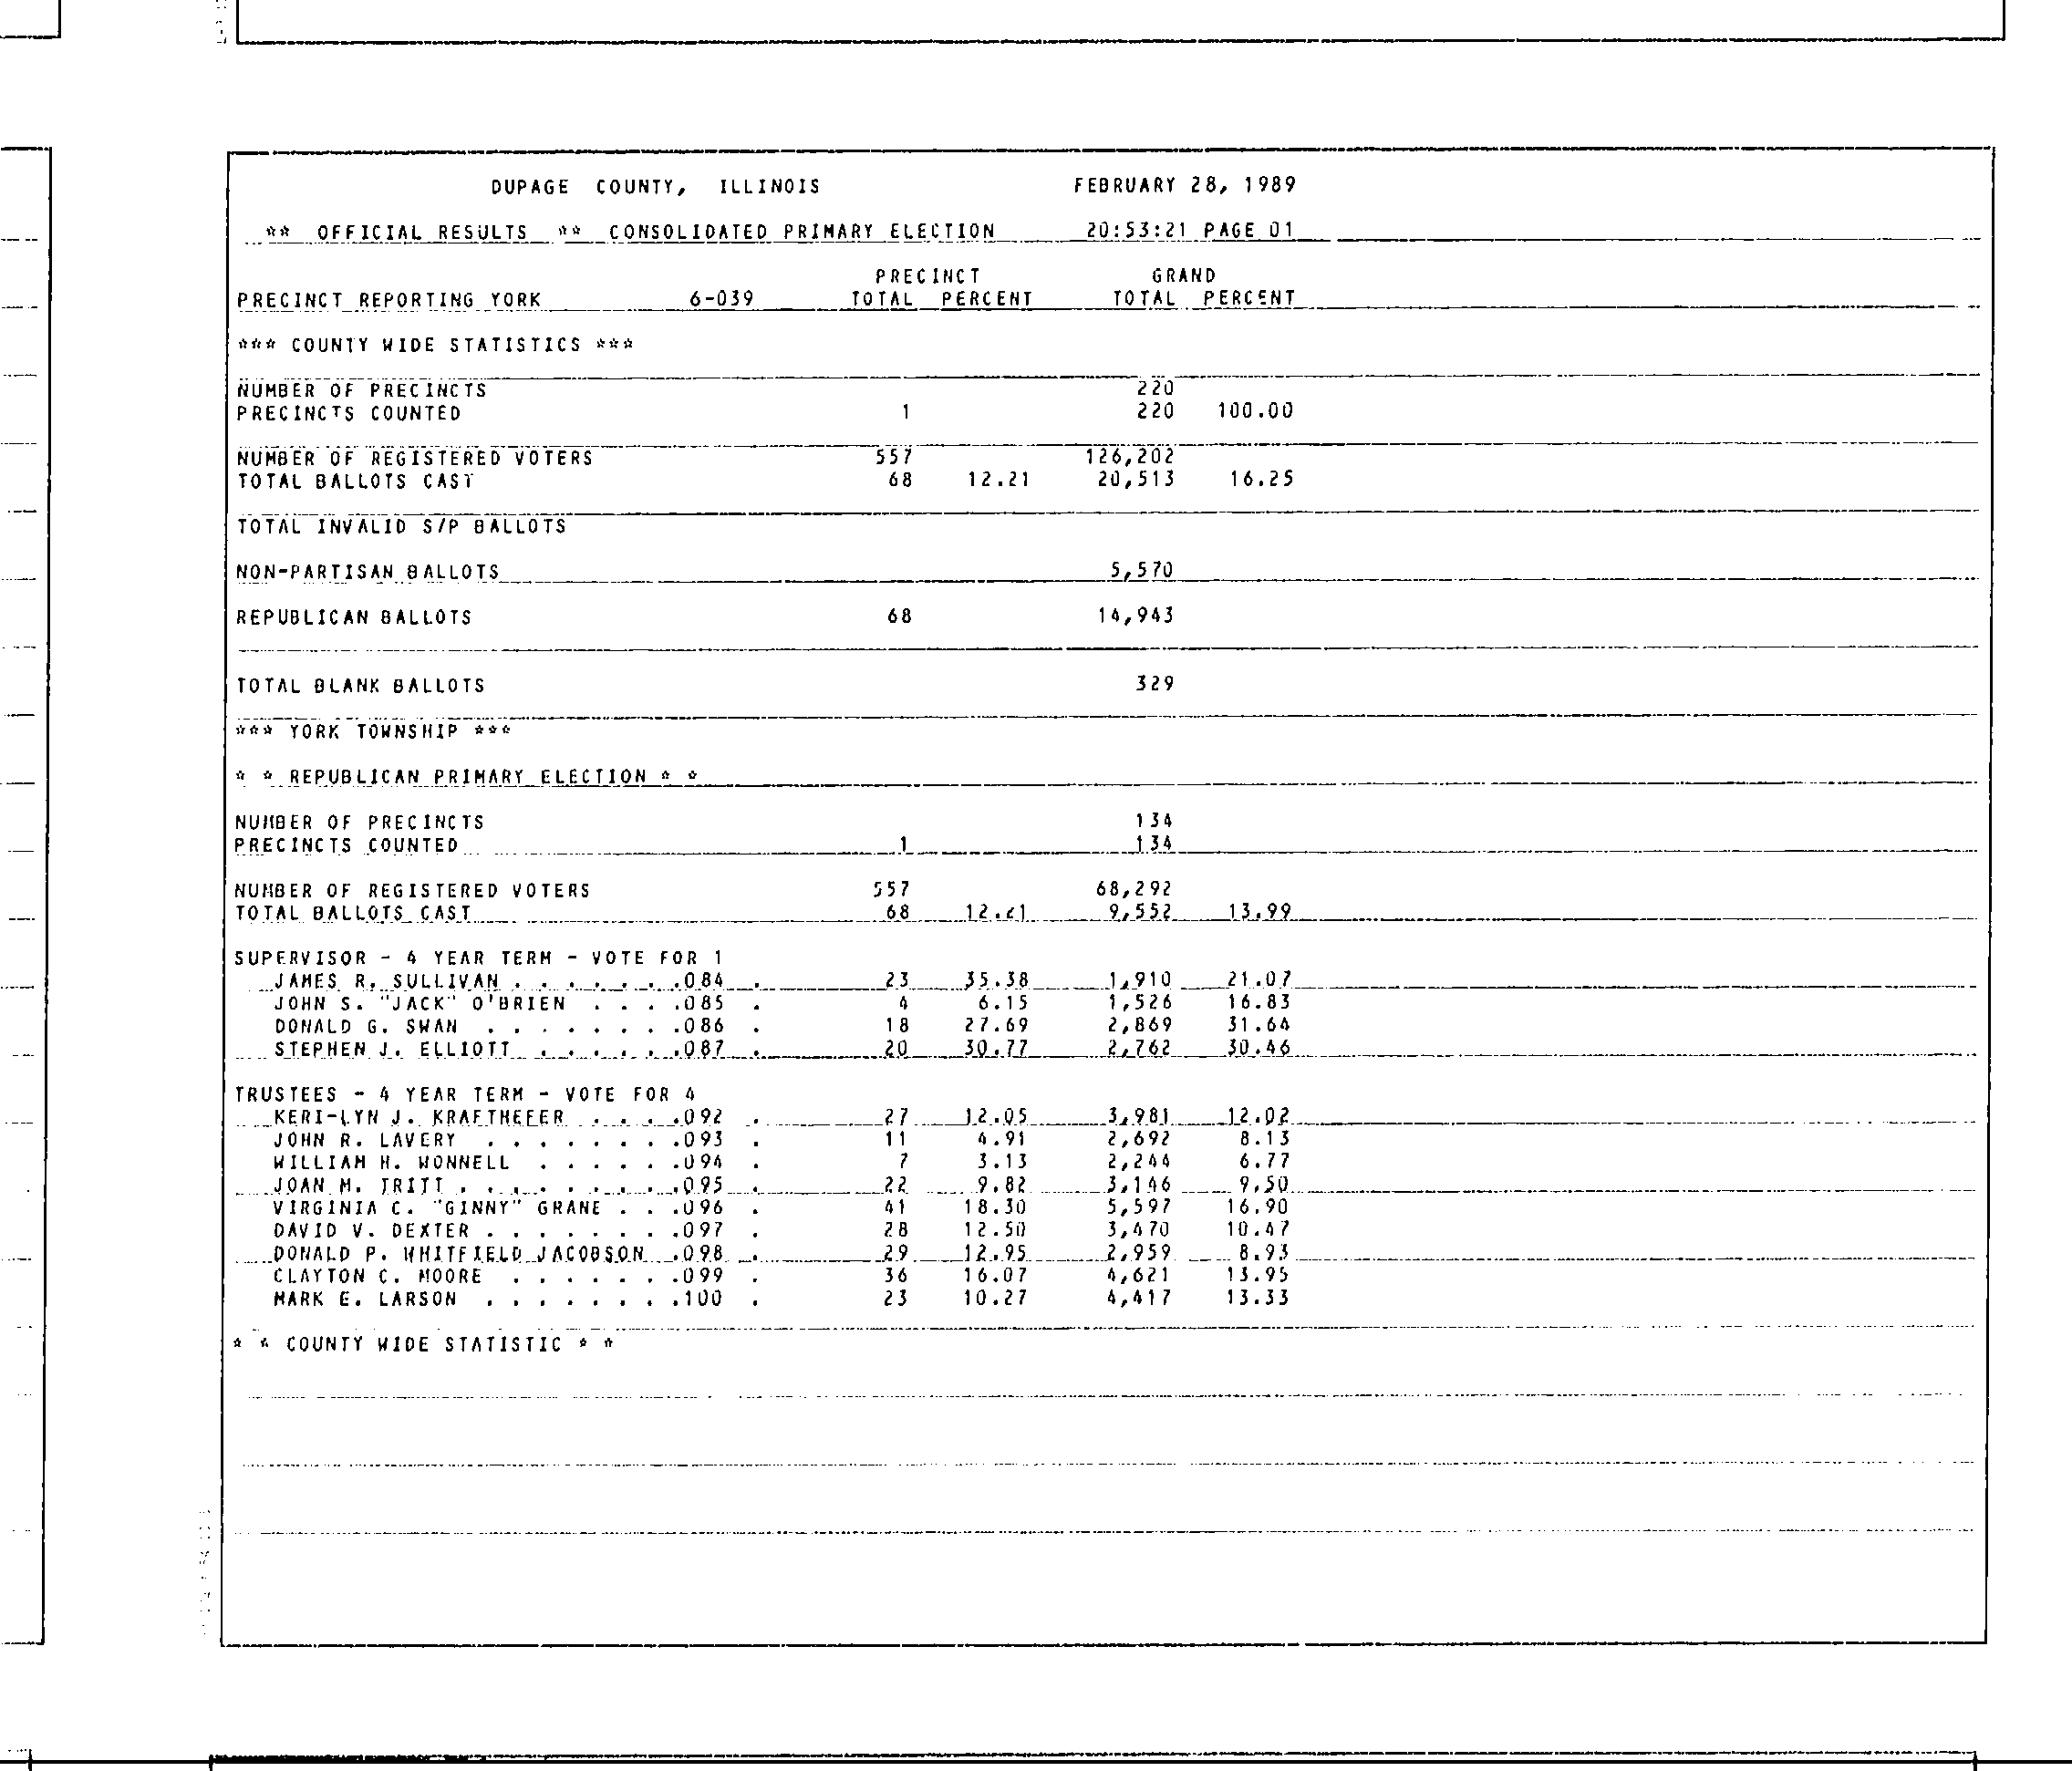 DUPAGE COUNTY, ILLINOIS FEBRUARY 28, 1989
** OFFICIAL RESULTS ** CONSOLIDATED PRIMARY ELECTION 20:53:21 PAGE 01
PRECINCT GRAND
PRECINCT REPORTING YORK 6-039 TOTAL PERCENT TOTAL PERCENT
*** COUNTY WIDE STATISTICS ***
NUMBER OF PRECINCTS 220
PRECINCTS COUNTED 1 220 100.00
NUMBER OF REGISTERED VOTERS 557 126,202
TOTAL BALLOTS CAST 68 12.21 20,513 16.25
TOTAL INVALID S/P BALLOTS
NON-PARTISAN BALLOTS 5,570
REPUBLICAN BALLOTS 68 14,943
TOTAL BLANK BALLOTS 329
*** YORK TOWNSHIP ***
* * REPUBLICAN PRIMARY ELECTION * *
NUMBER OF PRECINCTS 134
PRECINCTS COUNTED 1 134
NUMBER OF REGISTERED VOTERS 557 68,292
TOTAL BALLOTS CAST 68 12.21 9,552 13.99
SUPERVISOR - 4 YEAR TERM - VOTE FOR 1
JAMES R. SULLIVAN . . . . . . .084 . 23 35.38 1,910 21.07
JOHN S. "JACK" O'BRIEN . . . .085 . 4 6.15 1,526 16.83
DONALD G. SWAN . . . . . . . .086 . 18 27.69 2,869 31.64
STEPHEN J. ELLIOTT . . . . . .087 . 20 30.77 2,762 30.46
TRUSTEES - 4 YEAR TERM - VOTE FOR 4
KERI-LYN J. KRAFTHEFER . . . .092 . 27 12.05 3,981 12.02
JOHN R. LAVERY . . . . . . . .093 . 11 4.91 2,692 8.13
WILLIAM H. WONNELL . . . . . .094 . 7 3.13 2,244 6.77
JOAN M. TRITT . . . . . . . . .095 . 22 9.82 3,146 9.50
VIRGINIA C. "GINNY" GRANE . . .096 . 41 18.30 5,597 16.90
DAVID V. DEXTER . . . . . . . .097 . 28 12.50 3,470 10.47
DONALD P. WHITFIELD JACOBSON .098 . 29 12.95 2,959 8.93
CLAYTON C. MOORE . . . . . . .099 . 36 16.07 4,621 13.95
MARK E. LARSON . . . . . . . .100 . 23 10.27 4,417 13.33
* * COUNTY WIDE STATISTIC * *